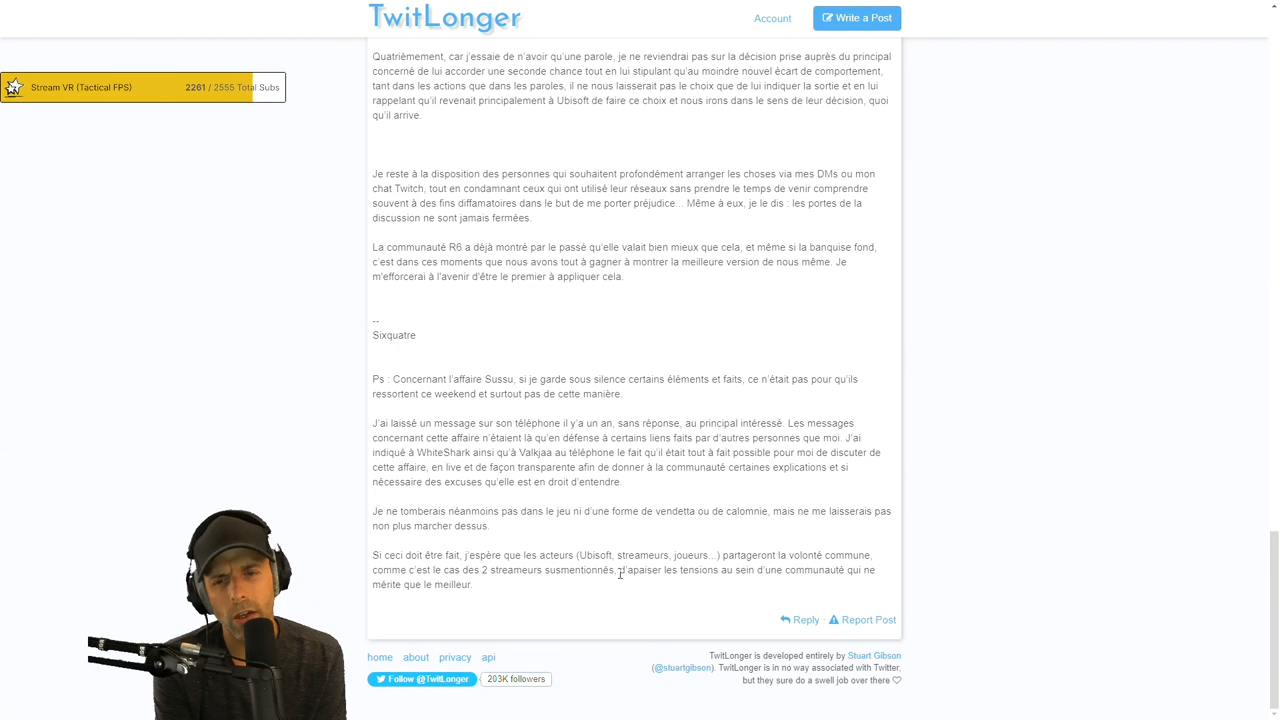 TwitLonger
Account
Write a Post
Stream VR (Tactical FPS)
2261 / 2555 Total Subs
Quatrièmement, car j'essaie de n'avoir qu'une parole, je ne reviendrai pas sur la décision prise auprès du principal
concerné de lui accorder une seconde chance tout en lui stipulant qu'au moindre nouvel écart de comportement,
tant dans les actions que dans les paroles, il ne nous laisserait pas le choix que de lui indiquer la sortie et en lui
rappelant qu'il revenait principalement à Ubisoft de faire ce choix et nous irons dans le sens de leur décision, quoi
qu'il arrive.
Je reste à la disposition des personnes qui souhaitent profondément arranger les choses via mes DMs ou mon
chat Twitch, tout en condamnant ceux qui ont utilisé leur réseaux sans prendre le temps de venir comprendre
souvent à des fins diffamatoires dans le but de me porter préjudice... Même à eux, je le dis : les portes de la
discussion ne sont jamais fermées.
La communauté R6 a déjà montré par le passé qu'elle valait bien mieux que cela, et même si la banquise fond,
c'est dans ces moments que nous avons tout à gagner à montrer la meilleure version de nous même. Je
m'efforcerai à l'avenir d'être le premier à appliquer cela.
--
Sixquatre
Ps : Concernant l'affaire Sussu, si je garde sous silence certains éléments et faits, ce n'était pas pour qu'ils
ressortent ce weekend et surtout pas de cette manière.
J'ai laissé un message sur son téléphone il y'a un an, sans réponse, au principal intéressé. Les messages
concernant cette affaire n'étaient là qu'en défense à certains liens faits par d'autres personnes que moi. J'ai
indiqué à WhiteShark ainsi qu'à Valkjaa au téléphone le fait qu'il était tout à fait possible pour moi de discuter de
cette affaire, en live et de façon transparente afin de donner à la communauté certaines explications et si
nécessaire des excuses qu'elle est en droit d'entendre.
Je ne tomberais néanmoins pas dans le jeu ni d'une forme de vendetta ou de calomnie, mais ne me laisserais pas
non plus marcher dessus.
Si ceci doit être fait, j'espère que les acteurs (Ubisoft, streameurs, joueurs...) partageront la volonté commune,
comme c'est le cas des 2 streameurs susmentionnés, d'apaiser les tensions au sein d'une communauté qui ne
mérite que le meilleur.
Reply · Report Post
home about privacy api
Follow @TwitLonger 203K followers
TwitLonger is developed entirely by Stuart Gibson
(@stuartgibson). TwitLonger is in no way associated with Twitter,
but they sure do a swell job over there ♡